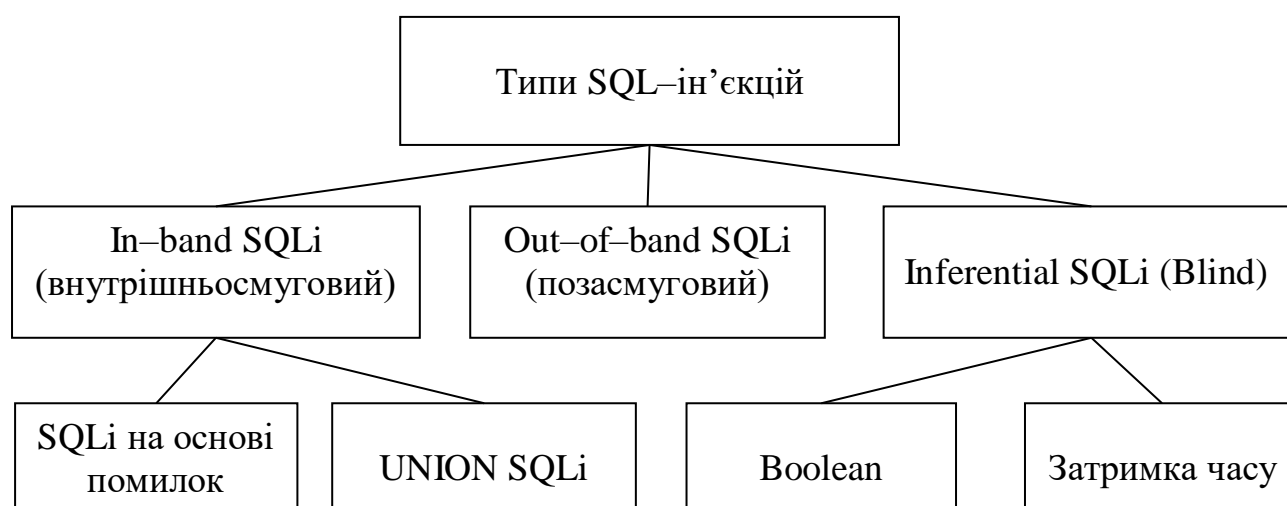 Типи SQL–ін’єкцій
In–band SQLi
(внутрішньосмуговий)
Out–of–band SQLi
(позасмуговий)
Inferential SQLi (Blind)
SQLi на основі
помилок
UNION SQLi
Boolean
Затримка часу